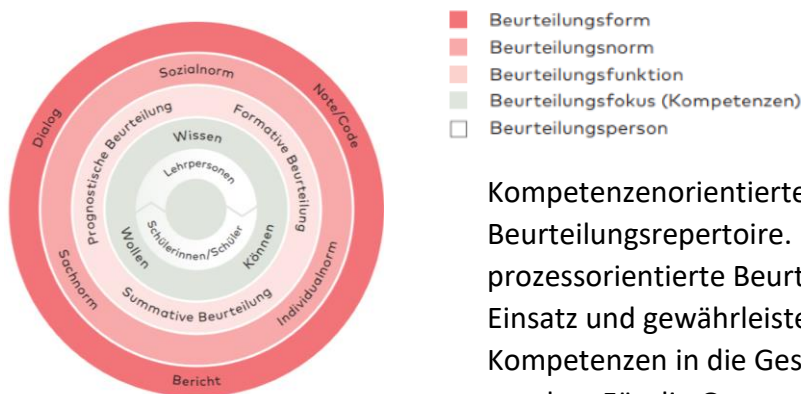 Dialog
Note/Code
Bericht
Sozialnorm
Sachnorm
Individualnorm
Prognostische Beurteilung
Formative Beurteilung
Summative Beurteilung
Wissen
Wollen
Können
Lehrpersonen
Schülerinnen/Schüler
Beurteilungsform
Beurteilungsnorm
Beurteilungsfunktion
Beurteilungsfokus (Kompetenzen)
Beurteilungsperson
Kompetenzenorientierte
Beurteilungsrepertoire.
prozessorientierte Beurt
Einsatz und gewährleiste
Kompetenzen in die Ges